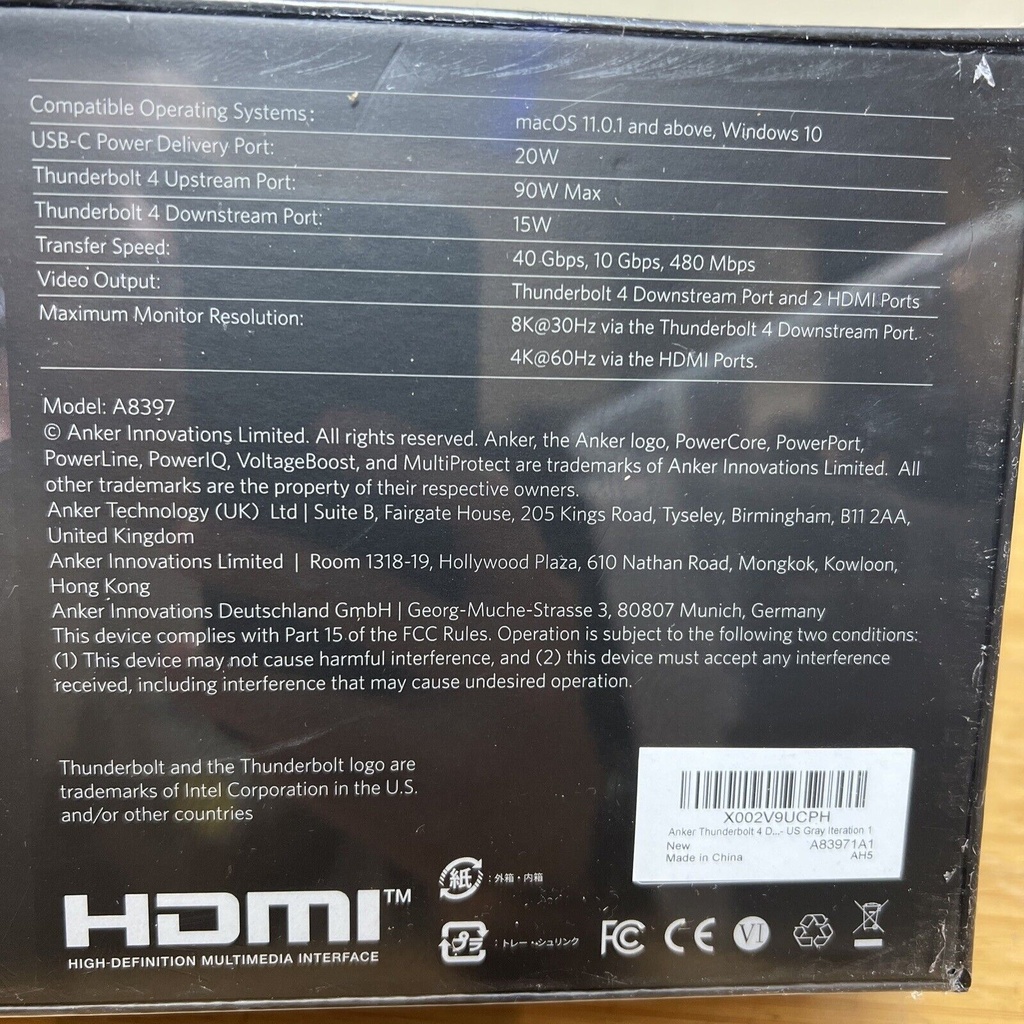 Compatible Operating Systems: macOS 11.0.1 and above, Windows 10
USB-C Power Delivery Port: 20W
Thunderbolt 4 Upstream Port: 90W Max
Thunderbolt 4 Downstream Port: 15W
Transfer Speed: 40 Gbps, 10 Gbps, 480 Mbps
Video Output: Thunderbolt 4 Downstream Port and 2 HDMI Ports
Maximum Monitor Resolution: 8K@30Hz via the Thunderbolt 4 Downstream Port.
4K@60Hz via the HDMI Ports.
Model: A8397
© Anker Innovations Limited. All rights reserved. Anker, the Anker logo, PowerCore, PowerPort,
PowerLine, PowerIQ, VoltageBoost, and MultiProtect are trademarks of Anker Innovations Limited. All
other trademarks are the property of their respective owners.
Anker Technology (UK) Ltd | Suite B, Fairgate House, 205 Kings Road, Tyseley, Birmingham, B11 2AA,
United Kingdom
Anker Innovations Limited | Room 1318-19, Hollywood Plaza, 610 Nathan Road, Mongkok, Kowloon,
Hong Kong
Anker Innovations Deutschland GmbH | Georg-Muche-Strasse 3, 80807 Munich, Germany
This device complies with Part 15 of the FCC Rules. Operation is subject to the following two conditions:
(1) This device may not cause harmful interference, and (2) this device must accept any interference
received, including interference that may cause undesired operation.
Thunderbolt and the Thunderbolt logo are
trademarks of Intel Corporation in the U.S.
and/or other countries
X002V9UCPH
Anker Thunderbolt 4 D...- US Gray Iteration 1
New A83971A1
Made in China AH5
HDMI™
HIGH-DEFINITION MULTIMEDIA INTERFACE
紙 : 外箱・内箱
プラ : トレー・シュリンク
FC CE VI